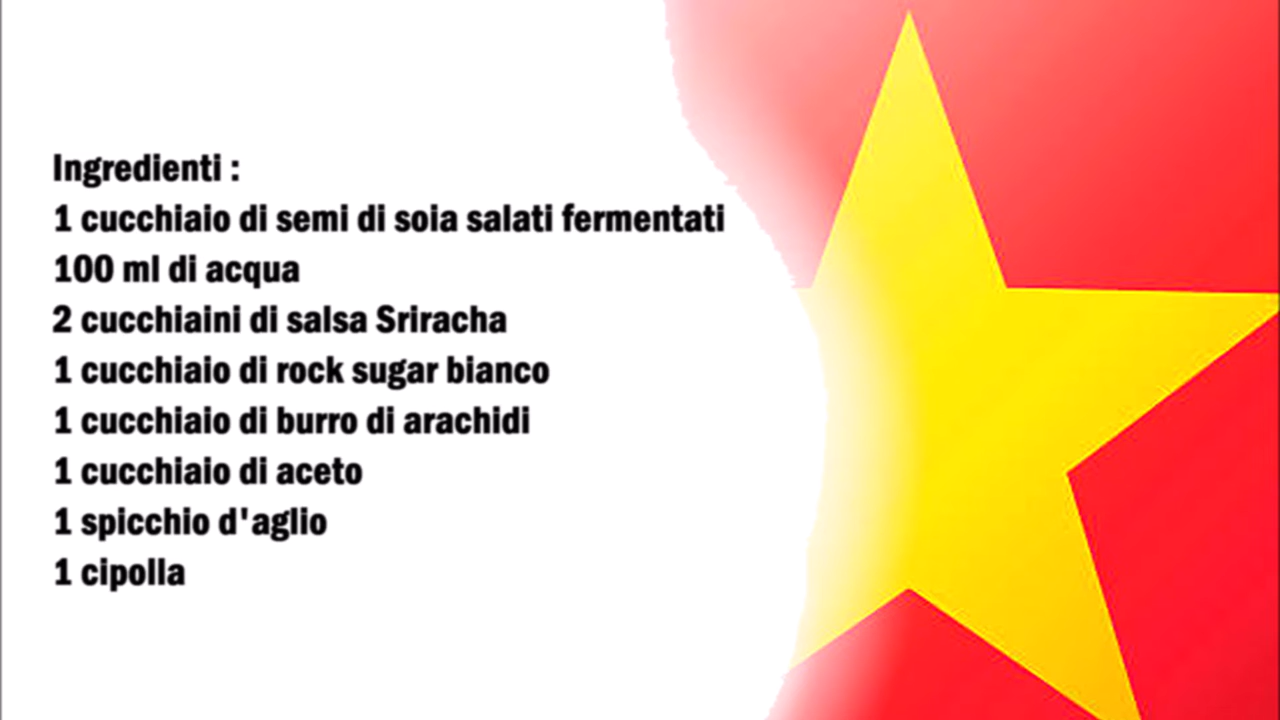 Ingredienti :
1 cucchiaio di semi di soia salati fermentati
100 ml di acqua
2 cucchiaini di salsa Sriracha
1 cucchiaio di rock sugar bianco
1 cucchiaio di burro di arachidi
1 cucchiaio di aceto
1 spicchio d'aglio
1 cipolla